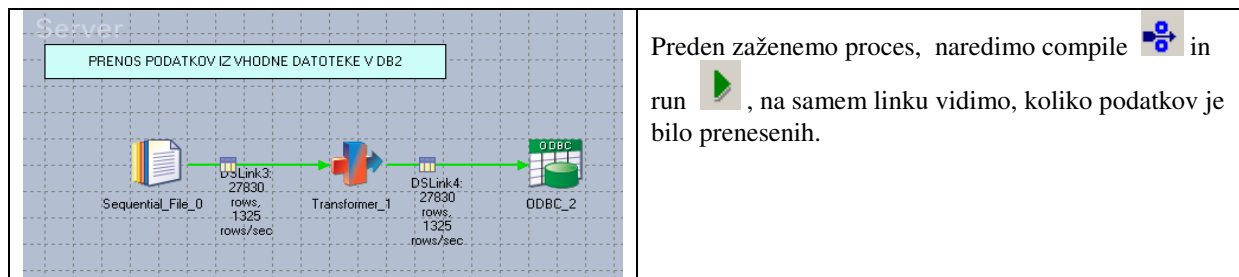 Server
PRENOS PODATKOV IZ VHODNE DATOTEKE V DB2
ODBC
DSLink3:
27830
rows,
1325
rows/sec
DSLink4:
27830
rows,
1325
rows/sec
Sequential_File_0
Transformer_1
ODBC_2
Preden zaženemo proces, naredimo compile in
run , na samem linku vidimo, koliko podatkov je
bilo prenesenih.